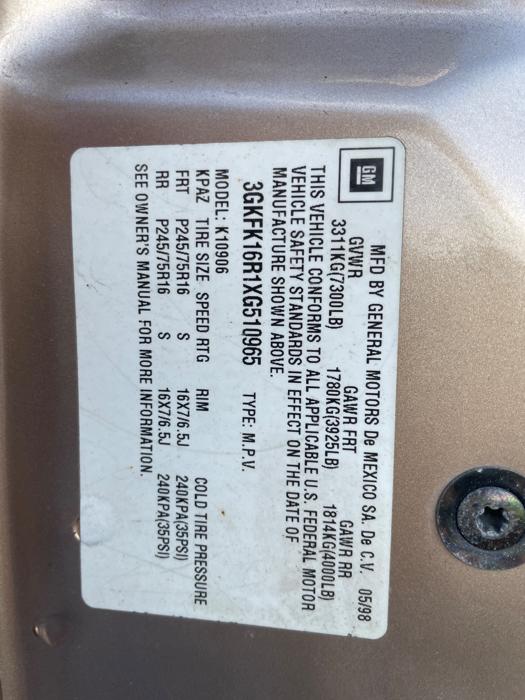 GM
MFD BY GENERAL MOTORS De MEXICO SA. De C.V. 05/98
GVWR GAWR FRT GAWR RR
3311KG(7300LB) 1780KG(3925LB) 1814KG(4000LB)
THIS VEHICLE CONFORMS TO ALL APPLICABLE U.S. FEDERAL MOTOR
VEHICLE SAFETY STANDARDS IN EFFECT ON THE DATE OF
MANUFACTURE SHOWN ABOVE.
3GKFK16R1XG510965 TYPE: M.P.V.
MODEL: K10906
KPAZ TIRE SIZE SPEED RTG RIM COLD TIRE PRESSURE
FRT P245/75R16 S 16X7/6.5J 240KPA(35PSI)
RR P245/75R16 S 16X7/6.5J 240KPA(35PSI)
SEE OWNER'S MANUAL FOR MORE INFORMATION.